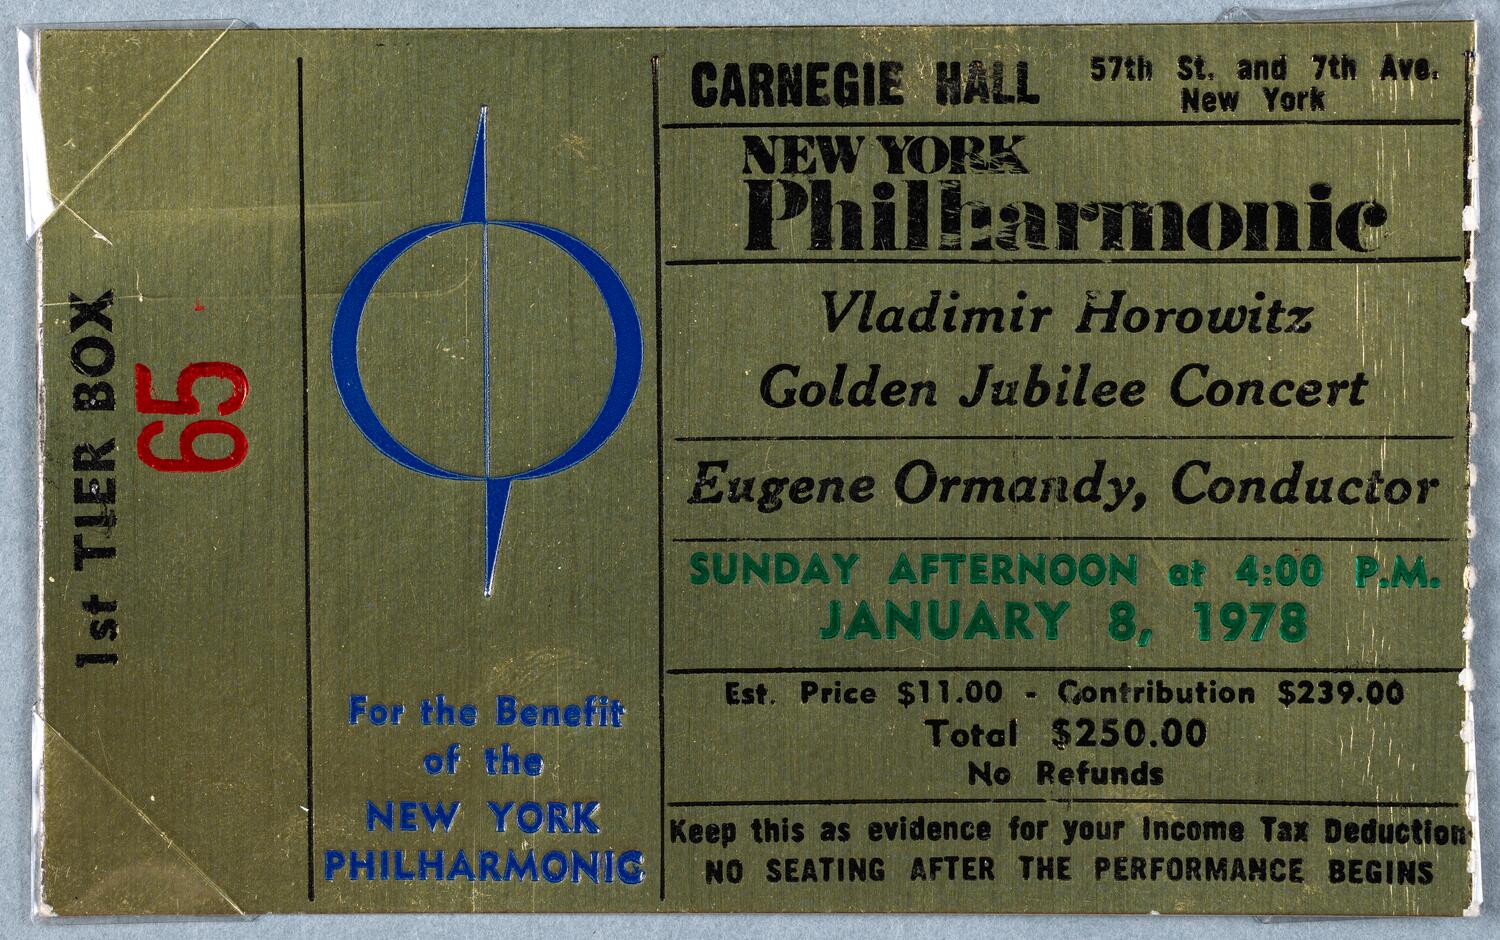 1st TIER BOX
65
For the Benefit
of the
NEW YORK
PHILHARMONIC
CARNEGIE HALL
57th St. and 7th Ave.
New York
NEW YORK
Philharmonic
Vladimir Horowitz
Golden Jubilee Concert
Eugene Ormandy, Conductor
SUNDAY AFTERNOON at 4:00 P.M.
JANUARY 8, 1978
Est. Price $11.00 - Contribution $239.00
Total $250.00
No Refunds
Keep this as evidence for your Income Tax Deduction
NO SEATING AFTER THE PERFORMANCE BEGINS